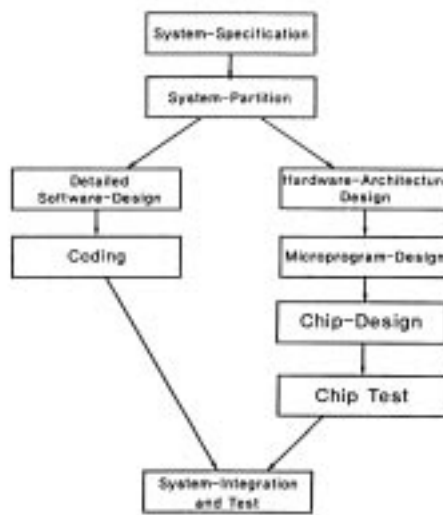 System-Specification
System-Partition
Detailed
Software-Design
Hardware-Architecture
Design
Coding
Microprogram-Design
Chip-Design
Chip Test
System-Integration
and Test